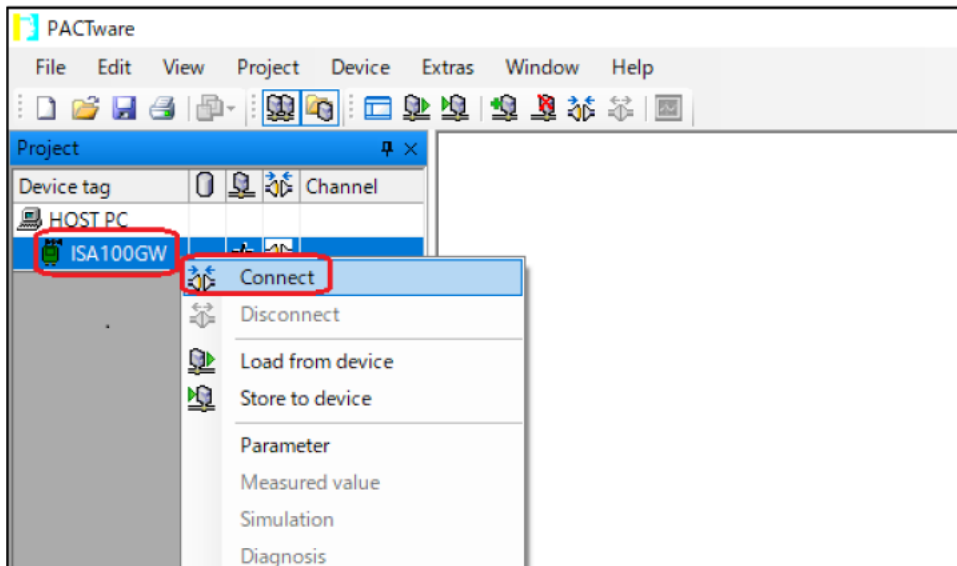 PACTware
File Edit View Project Device Extras Window Help
Project
Device tag Channel
HOST PC
ISA100GW
Connect
Disconnect
Load from device
Store to device
Parameter
Measured value
Simulation
Diagnosis